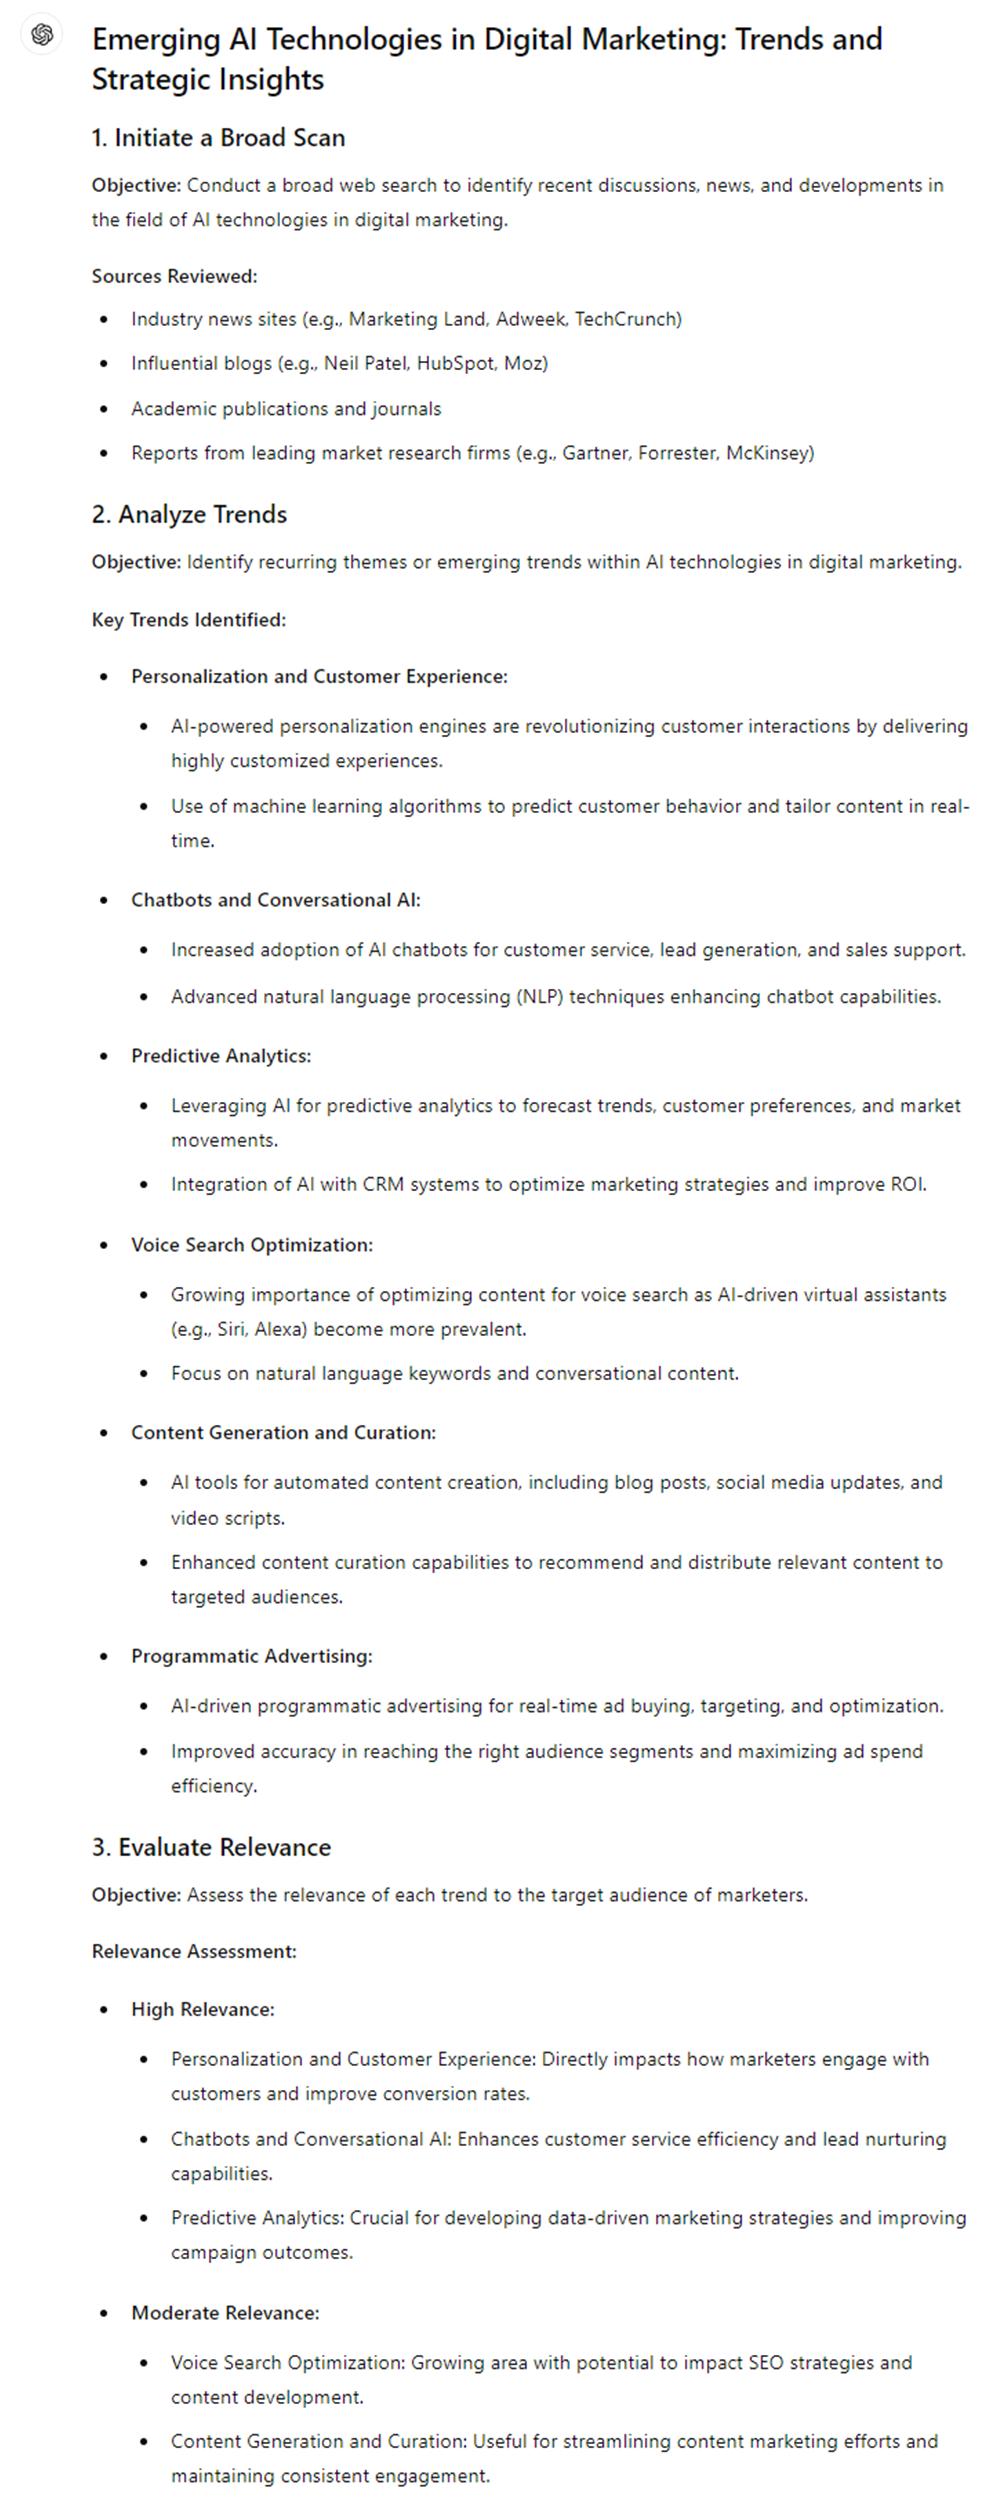 Emerging AI Technologies in Digital Marketing: Trends and
Strategic Insights
1. Initiate a Broad Scan
Objective: Conduct a broad web search to identify recent discussions, news, and developments in
the field of AI technologies in digital marketing.
Sources Reviewed:
• Industry news sites (e.g., Marketing Land, Adweek, TechCrunch)
• Influential blogs (e.g., Neil Patel, HubSpot, Moz)
• Academic publications and journals
• Reports from leading market research firms (e.g., Gartner, Forrester, McKinsey)
2. Analyze Trends
Objective: Identify recurring themes or emerging trends within AI technologies in digital marketing.
Key Trends Identified:
• Personalization and Customer Experience:
• AI-powered personalization engines are revolutionizing customer interactions by delivering
highly customized experiences.
• Use of machine learning algorithms to predict customer behavior and tailor content in real-
time.
• Chatbots and Conversational AI:
• Increased adoption of AI chatbots for customer service, lead generation, and sales support.
• Advanced natural language processing (NLP) techniques enhancing chatbot capabilities.
• Predictive Analytics:
• Leveraging AI for predictive analytics to forecast trends, customer preferences, and market
movements.
• Integration of AI with CRM systems to optimize marketing strategies and improve ROI.
• Voice Search Optimization:
• Growing importance of optimizing content for voice search as AI-driven virtual assistants
(e.g., Siri, Alexa) become more prevalent.
• Focus on natural language keywords and conversational content.
• Content Generation and Curation:
• AI tools for automated content creation, including blog posts, social media updates, and
video scripts.
• Enhanced content curation capabilities to recommend and distribute relevant content to
targeted audiences.
• Programmatic Advertising:
• AI-driven programmatic advertising for real-time ad buying, targeting, and optimization.
• Improved accuracy in reaching the right audience segments and maximizing ad spend
efficiency.
3. Evaluate Relevance
Objective: Assess the relevance of each trend to the target audience of marketers.
Relevance Assessment:
• High Relevance:
• Personalization and Customer Experience: Directly impacts how marketers engage with
customers and improve conversion rates.
• Chatbots and Conversational AI: Enhances customer service efficiency and lead nurturing
capabilities.
• Predictive Analytics: Crucial for developing data-driven marketing strategies and improving
campaign outcomes.
• Moderate Relevance:
• Voice Search Optimization: Growing area with potential to impact SEO strategies and
content development.
• Content Generation and Curation: Useful for streamlining content marketing efforts and
maintaining consistent engagement.